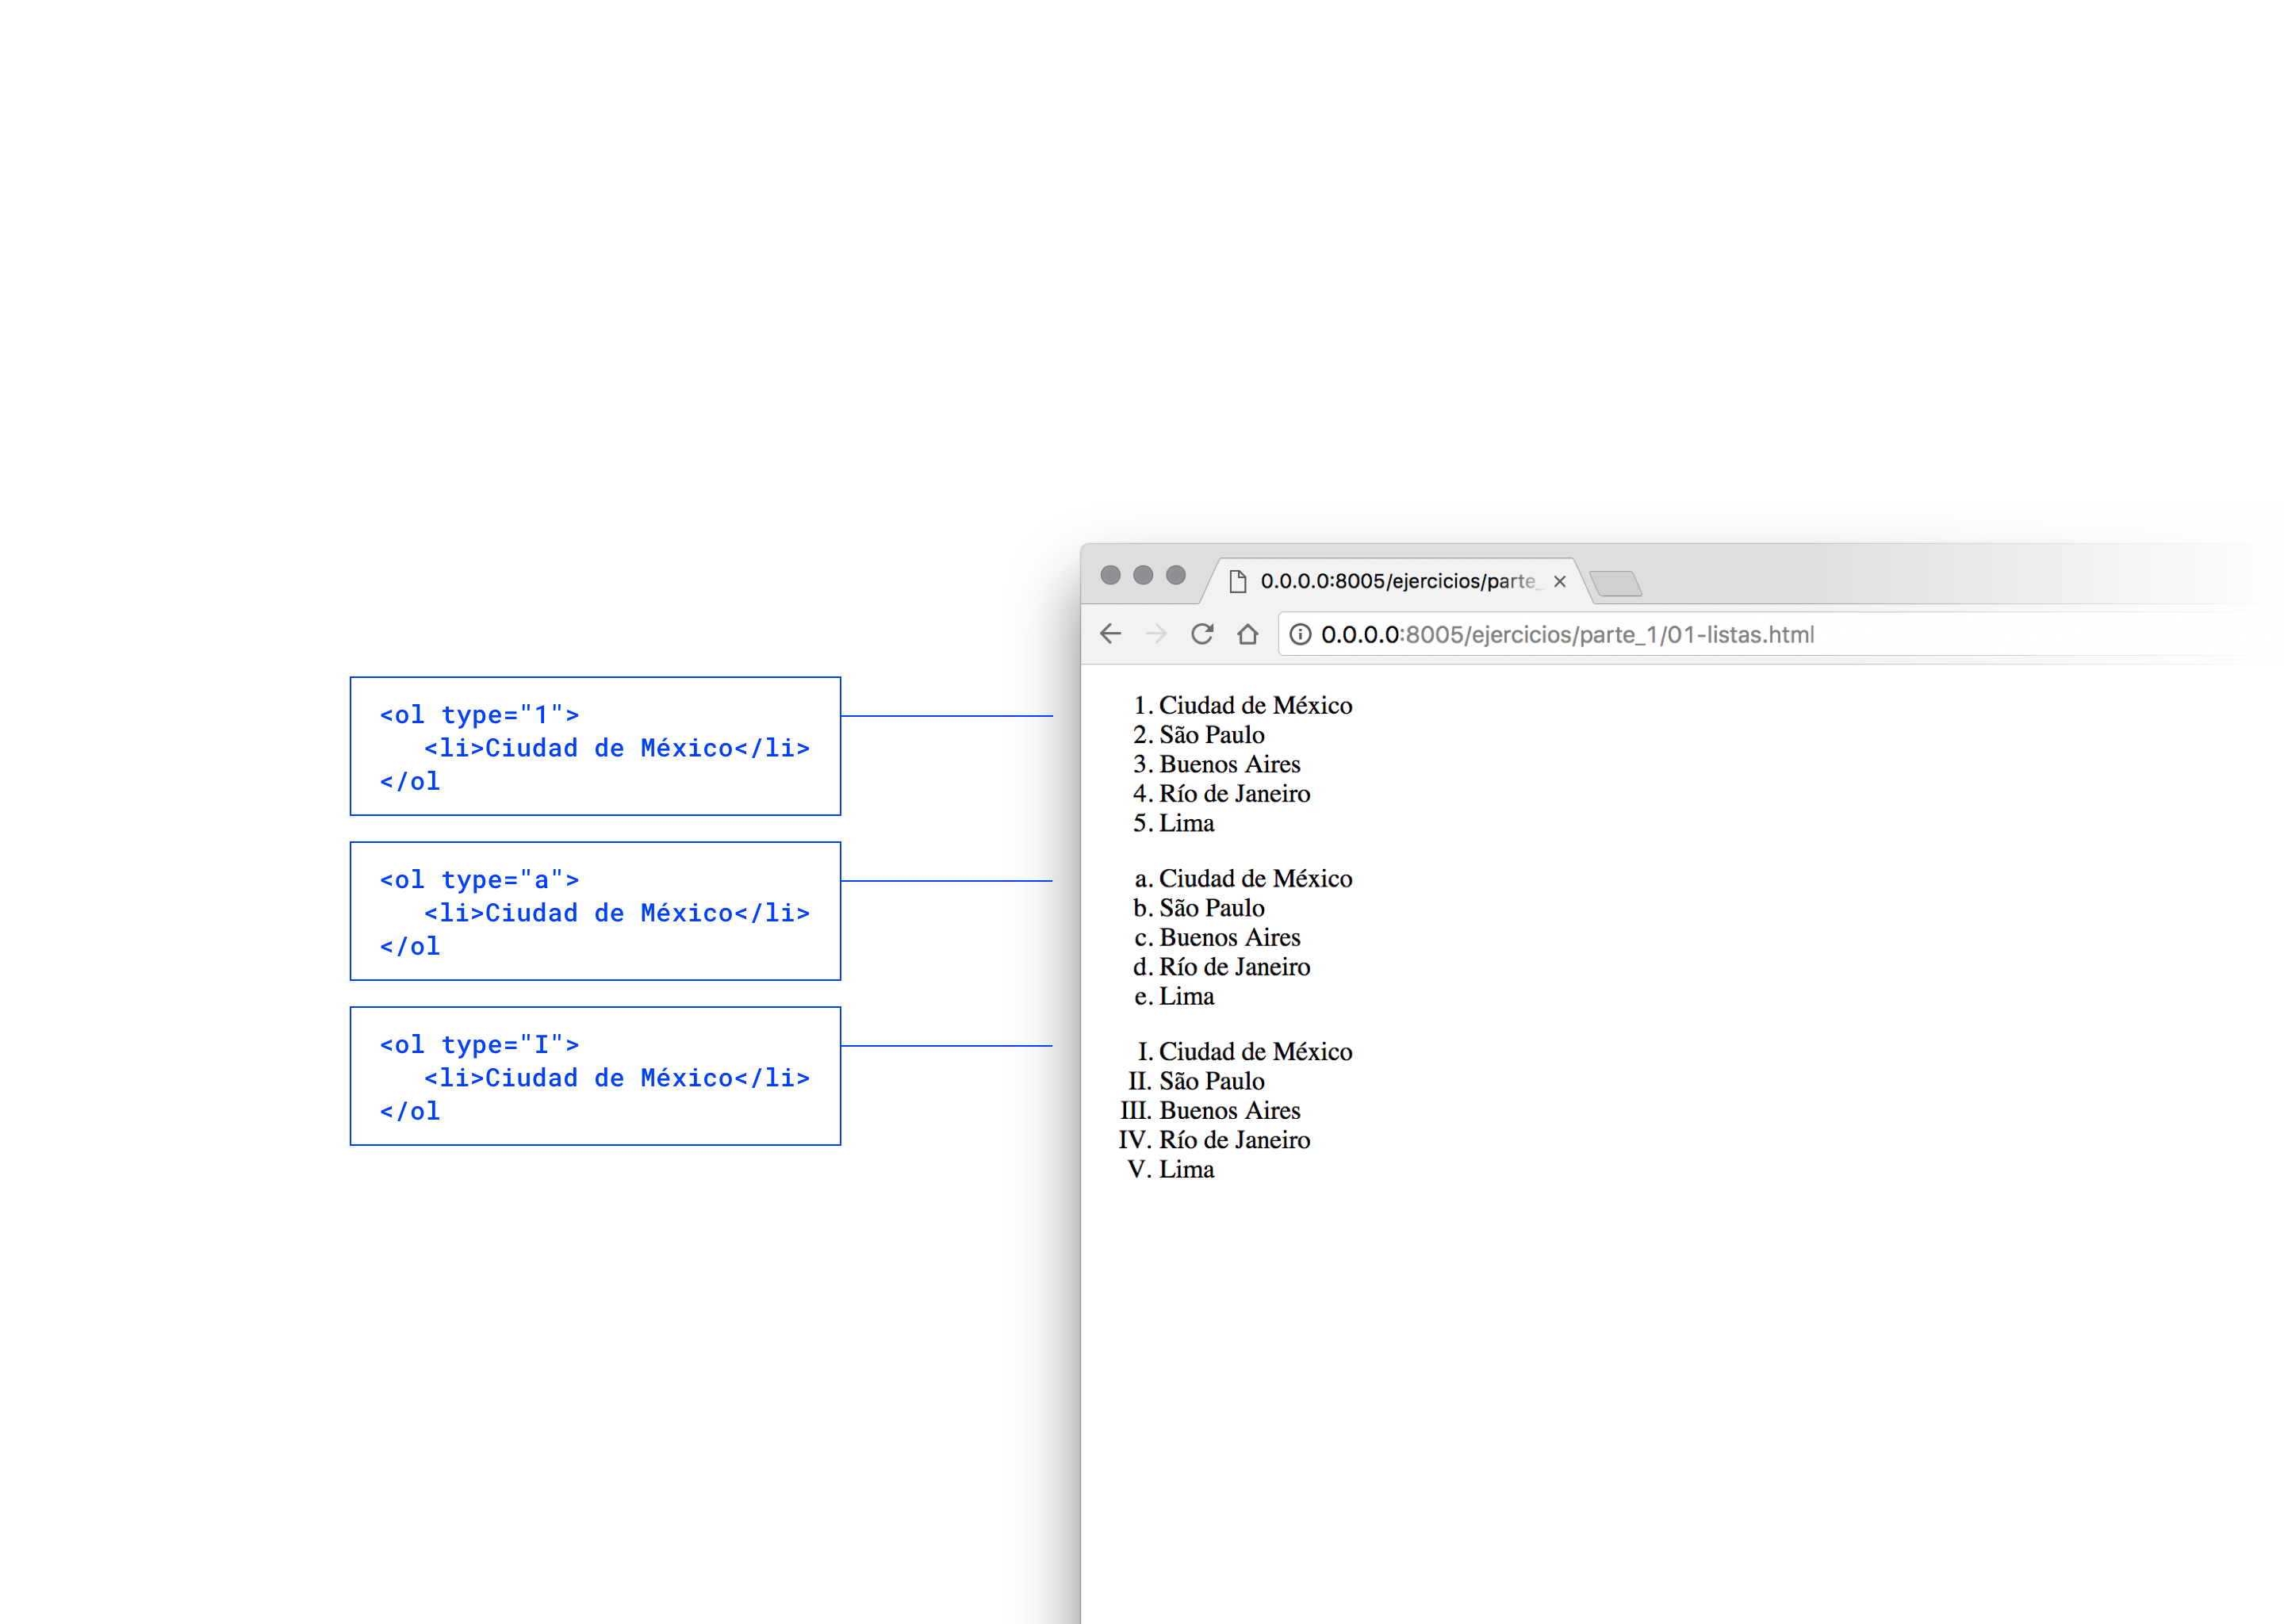 <ol type="1">
<li>Ciudad de México</li>
</ol
<ol type="a">
<li>Ciudad de México</li>
</ol
<ol type="I">
<li>Ciudad de México</li>
</ol
0.0.0.0:8005/ejercicios/parte_
0.0.0.0:8005/ejercicios/parte_1/01-listas.html
1. Ciudad de México
2. São Paulo
3. Buenos Aires
4. Río de Janeiro
5. Lima
a. Ciudad de México
b. São Paulo
c. Buenos Aires
d. Río de Janeiro
e. Lima
I. Ciudad de México
II. São Paulo
III. Buenos Aires
IV. Río de Janeiro
V. Lima